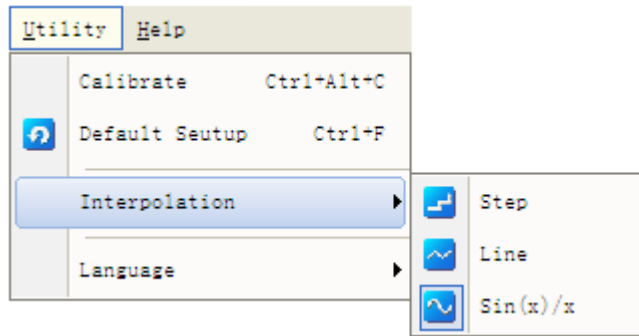 Utility Help
Calibrate Ctrl+Alt+C
Default Seutup Ctrl+F
Interpolation
Step
Line
Language
Sin(x)/x